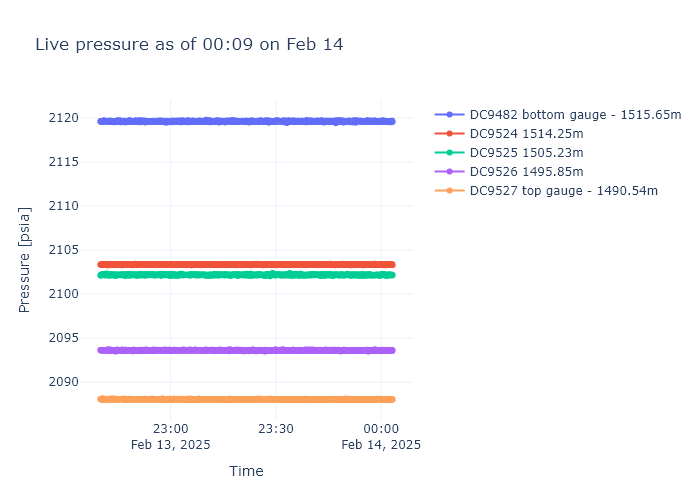 Live pressure as of 00:09 on Feb 14
DC9482 bottom gauge - 1515.65m
DC9524 1514.25m
DC9525 1505.23m
DC9526 1495.85m
DC9527 top gauge - 1490.54m
Pressure [psia]
2120
2115
2110
2105
2100
2095
2090
23:00
Feb 13, 2025
23:30
00:00
Feb 14, 2025
Time